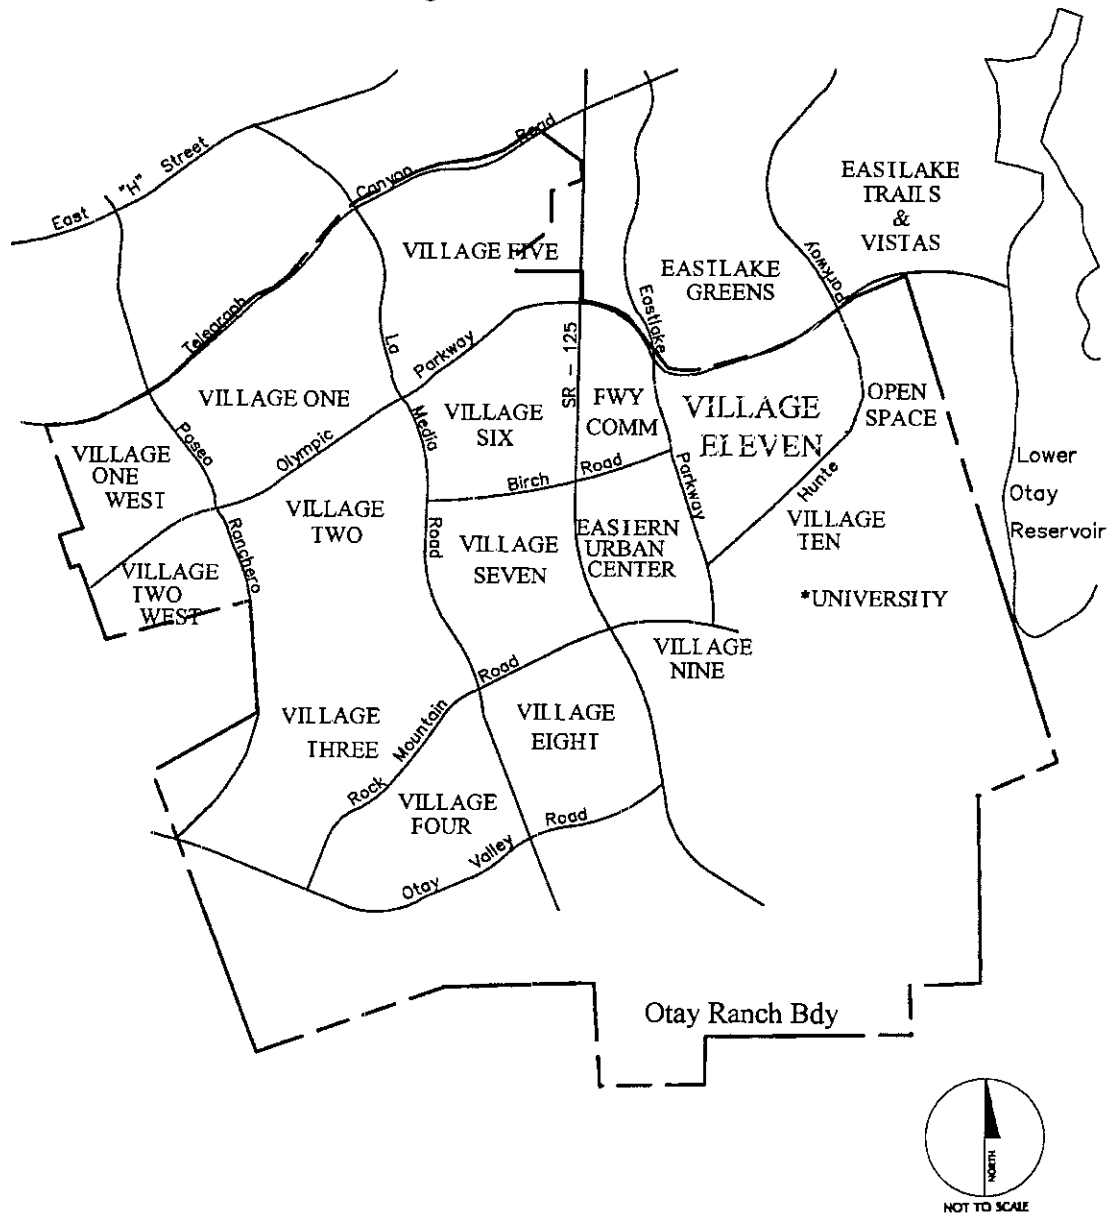 EASTLAKE
TRAILS
&
VISTAS
East "H" Street
Telegraph Canyon Road
VILLAGE FIVE
EASTLAKE
GREENS
Eastlake Parkway
Hunte Parkway
La Media Road
Olympic Parkway
SR - 125
VILLAGE ONE
VILLAGE
SIX
FWY
COMM
VILLAGE
ELEVEN
OPEN
SPACE
VILLAGE
ONE
WEST
Paseo Ranchero
Birch Road
Lower
Otay
Reservoir
VILLAGE
TWO
VILLAGE
SEVEN
EASTERN
URBAN
CENTER
VILLAGE
TEN
VILLAGE
TWO
WEST
*UNIVERSITY
VILLAGE
NINE
VILLAGE
THREE
Rock Mountain Road
VILLAGE
EIGHT
VILLAGE
FOUR
Otay Valley Road
Otay Ranch Bdy
NORTH
NOT TO SCALE